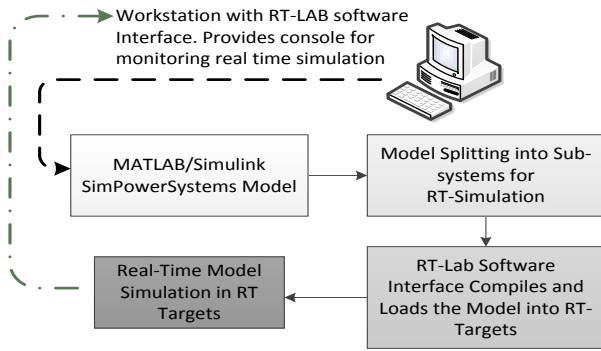 Workstation with RT-LAB software
Interface. Provides console for
monitoring real time simulation
MATLAB/Simulink
SimPowerSystems Model
Model Splitting into Sub-
systems for
RT-Simulation
Real-Time Model
Simulation in RT
Targets
RT-Lab Software
Interface Compiles and
Loads the Model into RT-
Targets